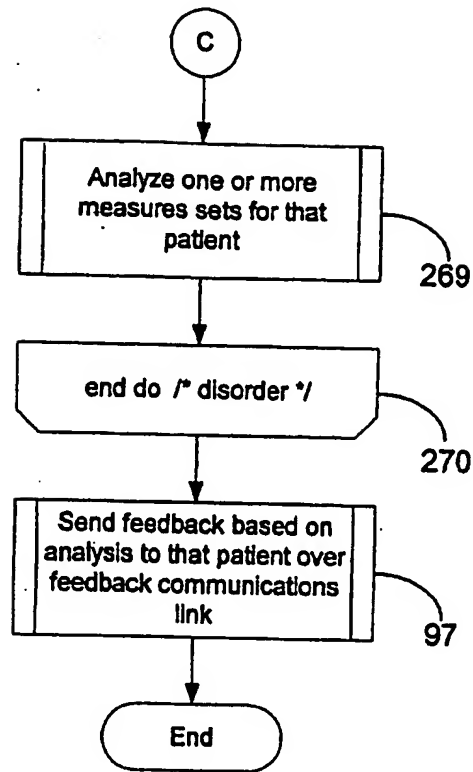 C
Analyze one or more
measures sets for that
patient
269
end do /* disorder */
270
Send feedback based on
analysis to that patient over
feedback communications
link
97
End